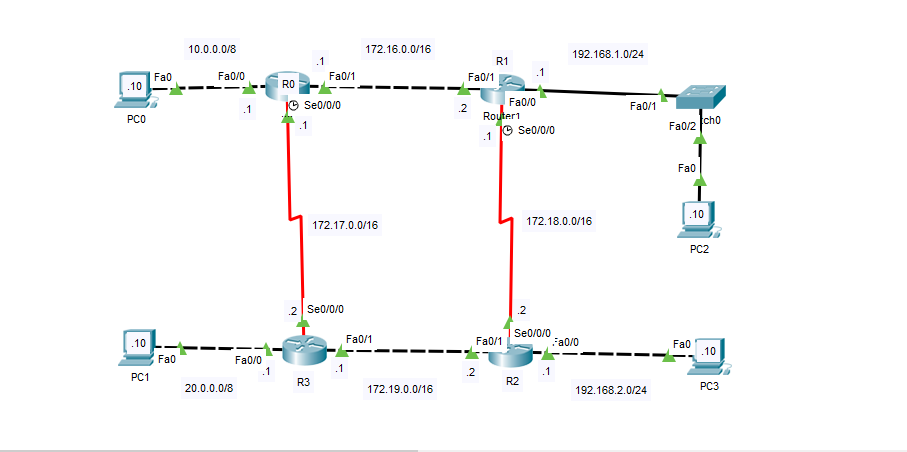 10.0.0.0/8
.1
172.16.0.0/16
R1
192.168.1.0/24
.10
Fa0
Fa0/0
R0
Fa0/1
Fa0/1
.1
PC0
.1
Se0/0/0
.1
.2
Fa0/0
Router1
.1
Se0/0/0
Fa0/1
tch0
Fa0/2
Fa0
.10
PC2
172.17.0.0/16
172.18.0.0/16
.2
Se0/0/0
.2
.10
Fa0
PC1
Fa0/0
.1
R3
Fa0/1
.1
Fa0/1
.2
Se0/0/0
Fa0/0
R2
.1
Fa0
.10
PC3
20.0.0.0/8
172.19.0.0/16
192.168.2.0/24